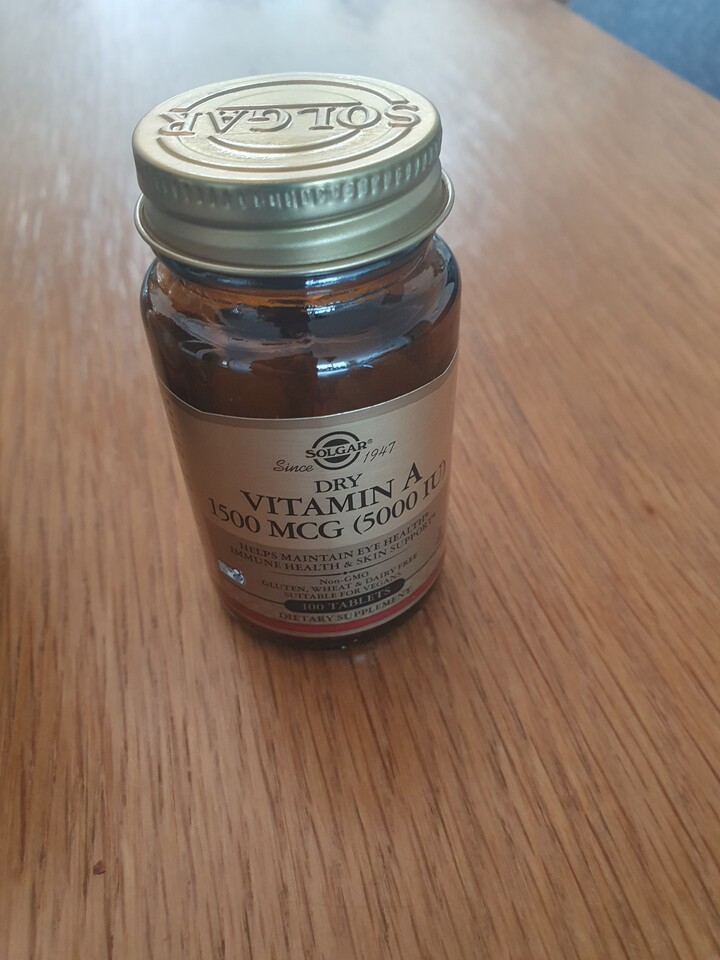 SOLGAR
SOLGAR®
Since 1947
DRY
VITAMIN A
1500 MCG (5000 IU)
HELPS MAINTAIN EYE HEALTH*
IMMUNE HEALTH & SKIN SUPPORT*
Non-GMO
GLUTEN, WHEAT & DAIRY FREE
SUITABLE FOR VEGANS
100 TABLETS
DIETARY SUPPLEMENT